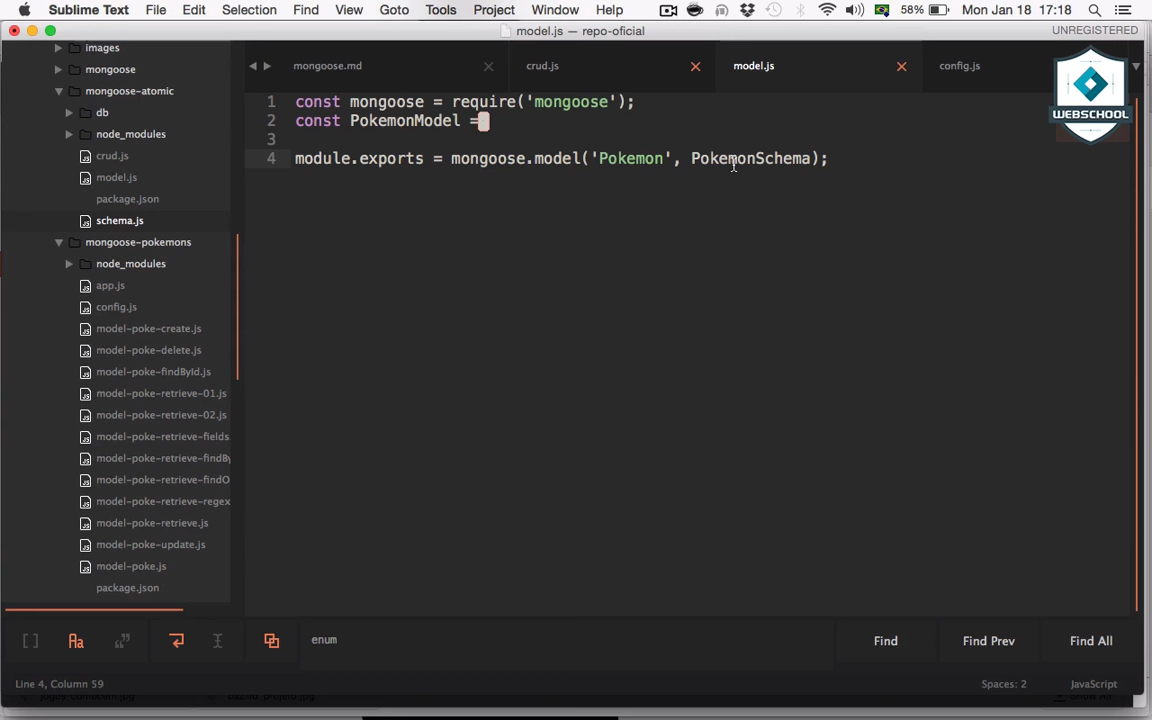 Sublime Text File Edit Selection Find View Goto Tools Project Window Help 58% Mon Jan 18 17:18
model.js — repo-oficial UNREGISTERED
mongoose.md crud.js model.js config.js
WEBSCHOOL
images
mongoose
mongoose-atomic
db
node_modules
crud.js
model.js
package.json
schema.js
mongoose-pokemons
node_modules
app.js
config.js
model-poke-create.js
model-poke-delete.js
model-poke-findById.js
model-poke-retrieve-01.js
model-poke-retrieve-02.js
model-poke-retrieve-fields
model-poke-retrieve-findBy
model-poke-retrieve-findO
model-poke-retrieve-regex
model-poke-retrieve.js
model-poke-update.js
model-poke.js
package.json
1 const mongoose = require('mongoose');
2 const PokemonModel =
3
4 module.exports = mongoose.model('Pokemon', PokemonSchema);
Aa enum Find Find Prev Find All
Line 4, Column 59 Spaces: 2 JavaScript